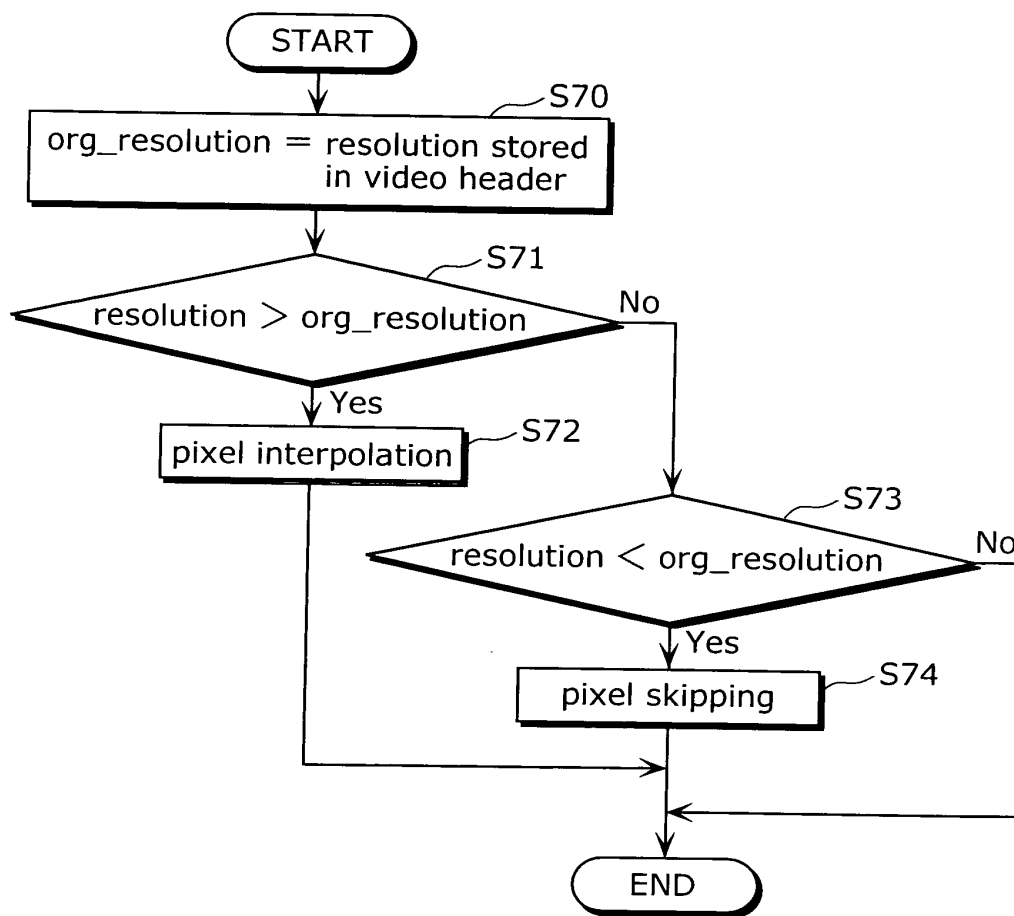 START
S70
org_resolution = resolution stored
in video header
S71
resolution > org_resolution
No
Yes
S72
pixel interpolation
S73
resolution < org_resolution
No
Yes
S74
pixel skipping
END